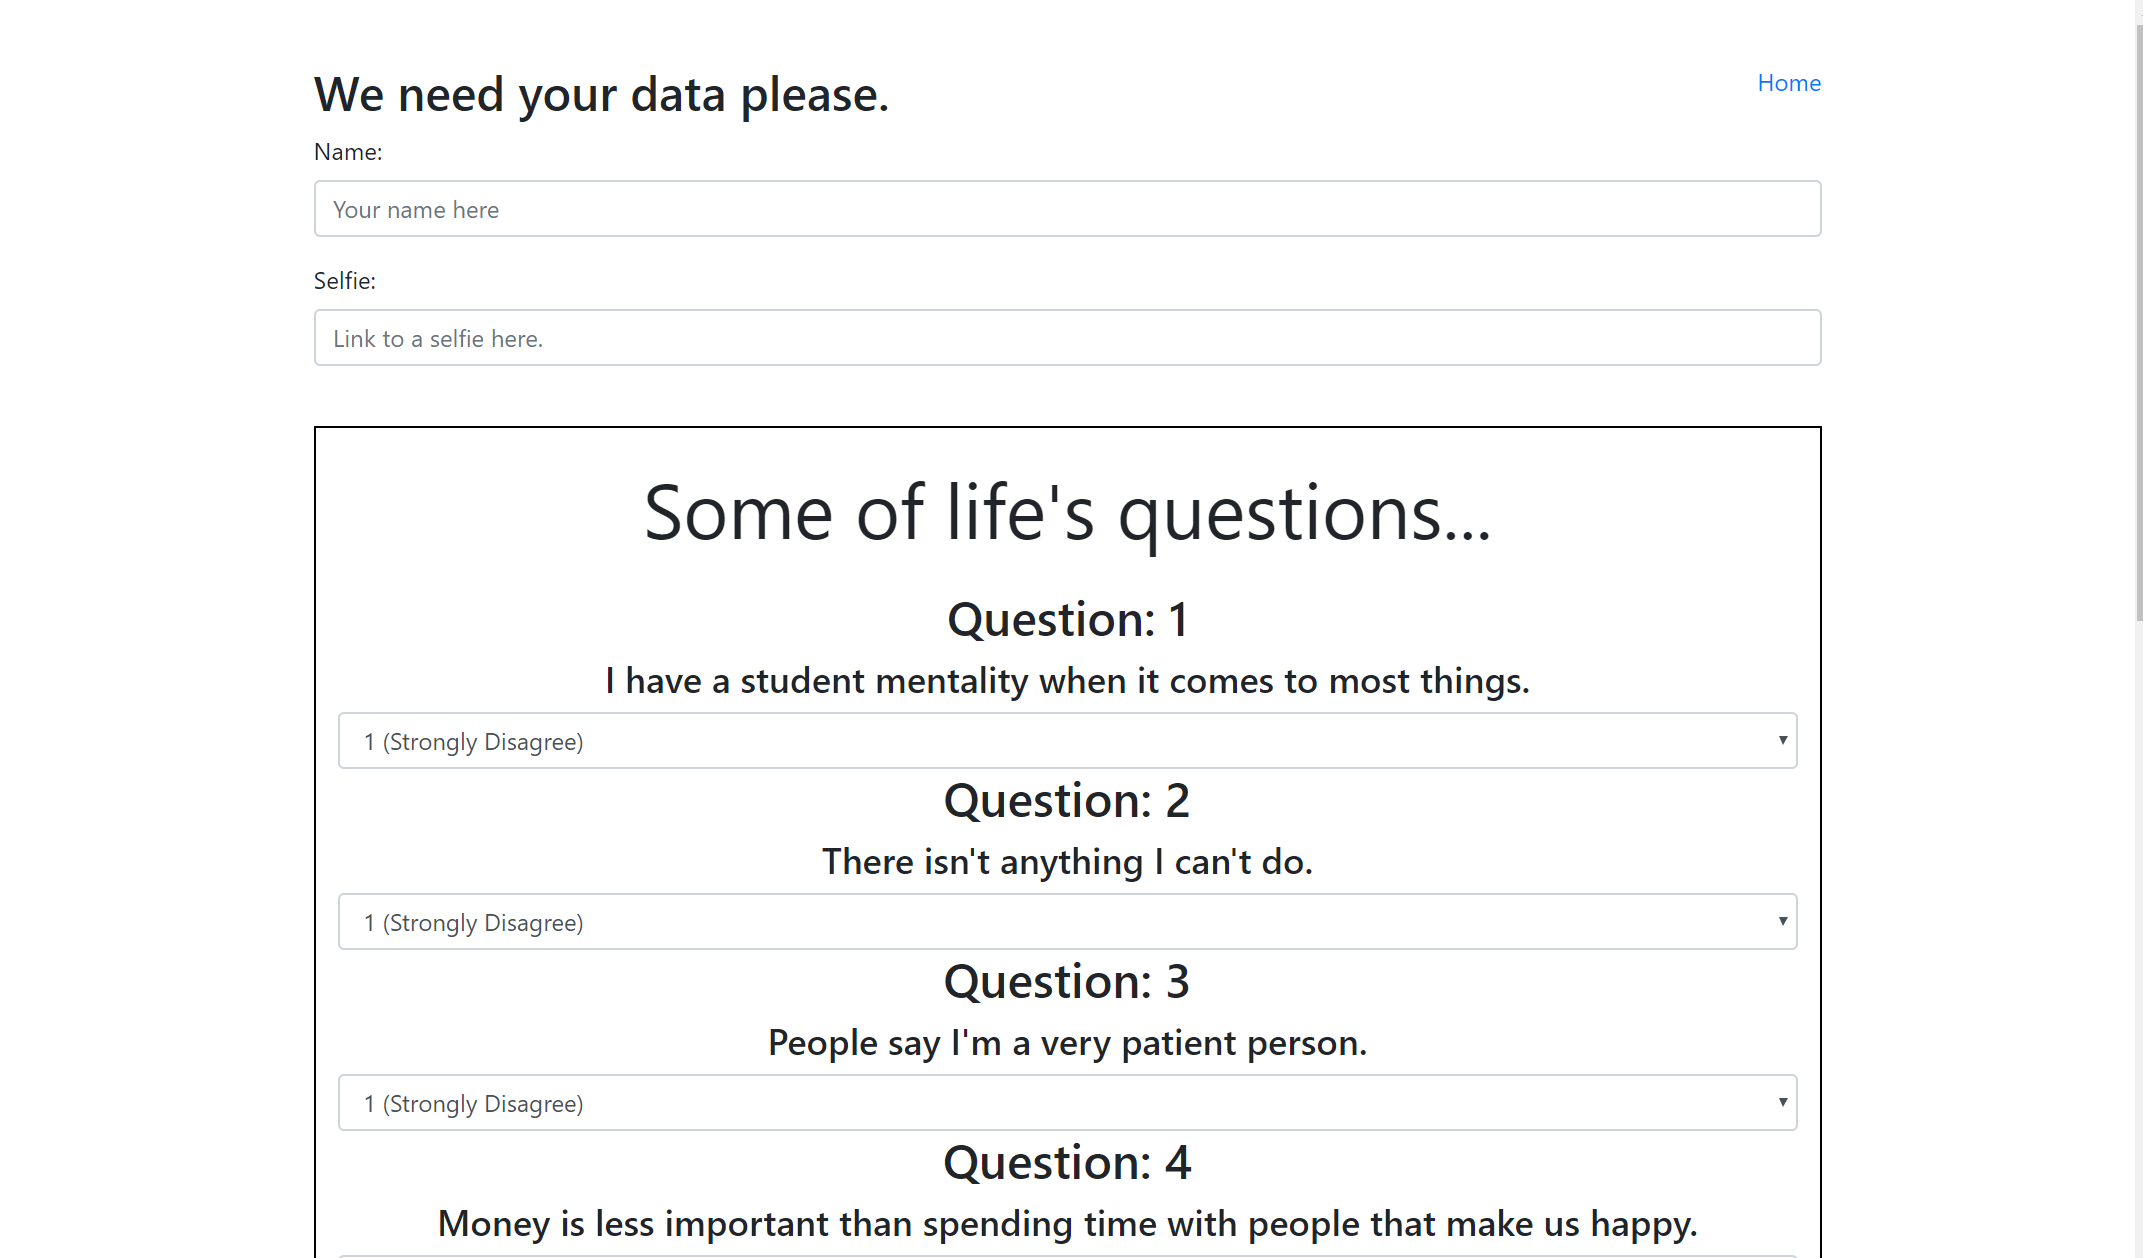 We need your data please.
Home
Name:
Your name here
Selfie:
Link to a selfie here.
Some of life's questions...
Question: 1
I have a student mentality when it comes to most things.
1 (Strongly Disagree)
Question: 2
There isn't anything I can't do.
1 (Strongly Disagree)
Question: 3
People say I'm a very patient person.
1 (Strongly Disagree)
Question: 4
Money is less important than spending time with people that make us happy.